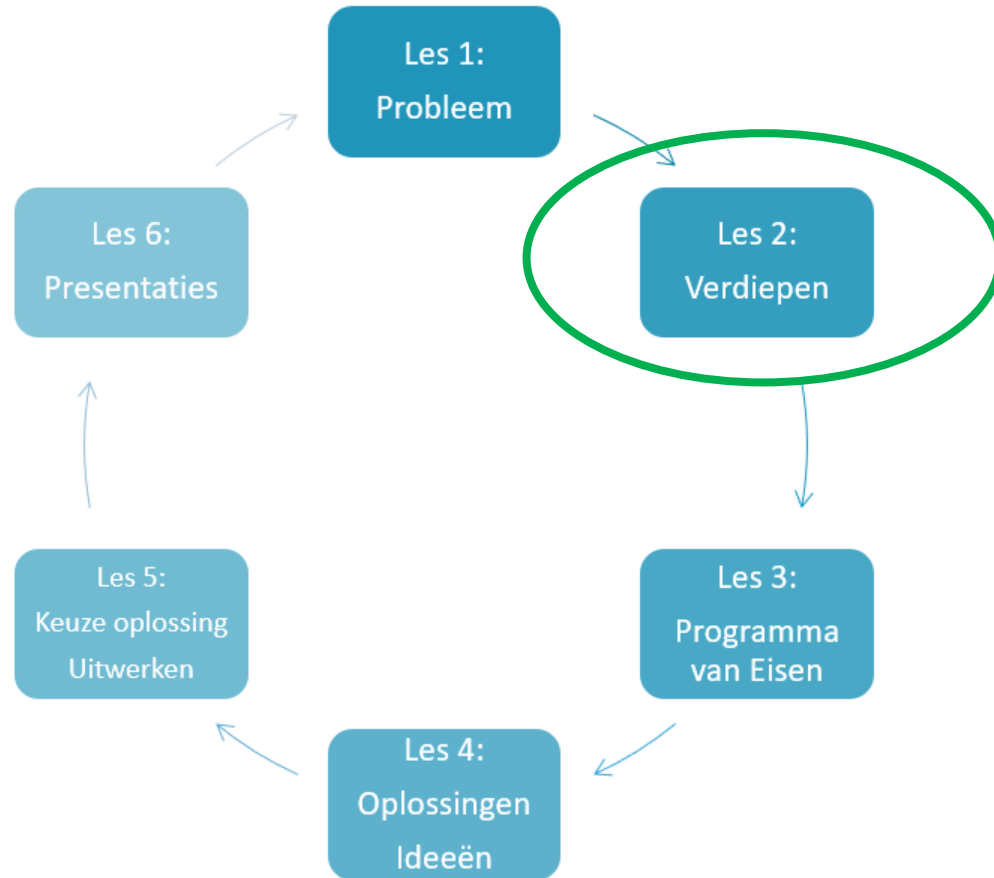 Les 1:
Probleem
Les 2:
Verdiepen
Les 3:
Programma
van Eisen
Les 4:
Oplossingen
Ideeën
Les 5:
Keuze oplossing
Uitwerken
Les 6:
Presentaties